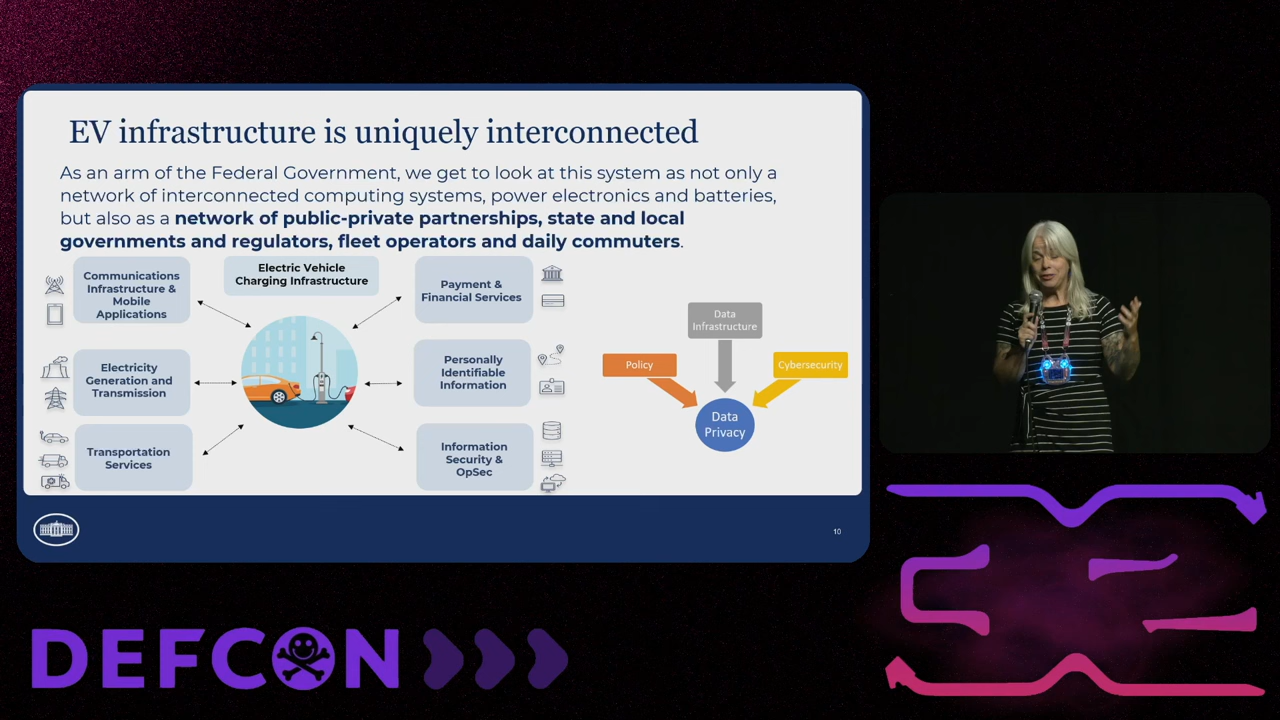 EV infrastructure is uniquely interconnected
As an arm of the Federal Government, we get to look at this system as not only a
network of interconnected computing systems, power electronics and batteries,
but also as a network of public-private partnerships, state and local
governments and regulators, fleet operators and daily commuters.
Communications
Infrastructure &
Mobile
Applications
Electric Vehicle
Charging Infrastructure
Payment &
Financial Services
Electricity
Generation and
Transmission
Personally
Identifiable
Information
Transportation
Services
Information
Security &
OpSec
Data
Infrastructure
Policy
Cybersecurity
Data
Privacy
10
DEFCON